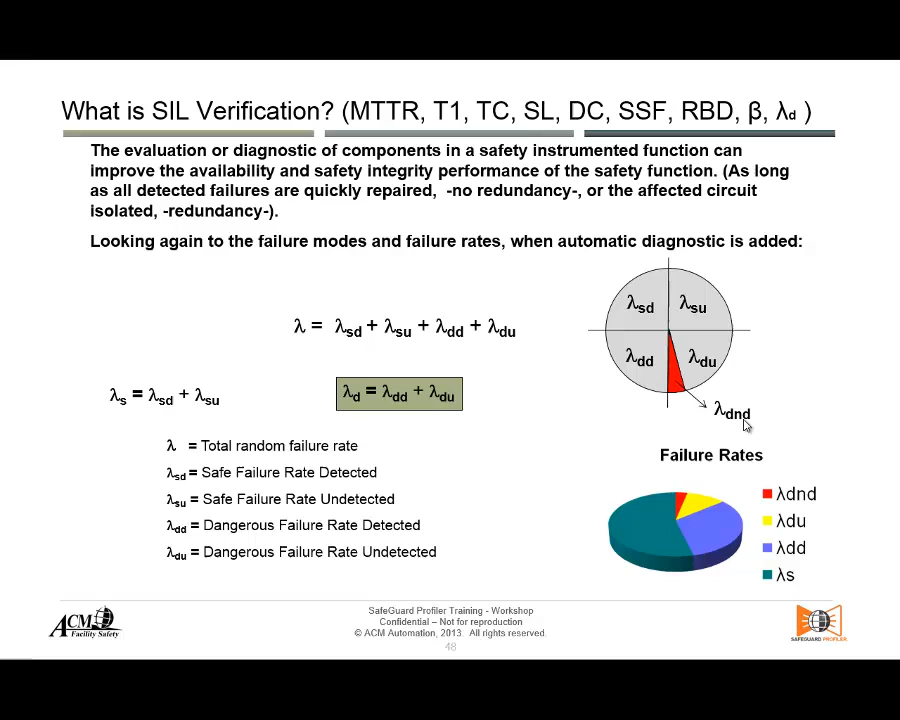 What is SIL Verification? (MTTR, T1, TC, SL, DC, SSF, RBD, β, λd )
The evaluation or diagnostic of components in a safety instrumented function can
improve the availability and safety integrity performance of the safety function. (As long
as all detected failures are quickly repaired, -no redundancy-, or the affected circuit
isolated, -redundancy-).
Looking again to the failure modes and failure rates, when automatic diagnostic is added:
λsd
λsu
λ = λsd + λsu + λdd + λdu
λdd
λdu
λs = λsd + λsu
λd = λdd + λdu
λdnd
λ = Total random failure rate
λsd = Safe Failure Rate Detected
λsu = Safe Failure Rate Undetected
λdd = Dangerous Failure Rate Detected
λdu = Dangerous Failure Rate Undetected
Failure Rates
λdnd
λdu
λdd
λs
ACM
Facility Safety
SafeGuard Profiler Training - Workshop
Confidential – Not for reproduction
© ACM Automation, 2013. All rights reserved.
48
SAFEGUARD PROFILER